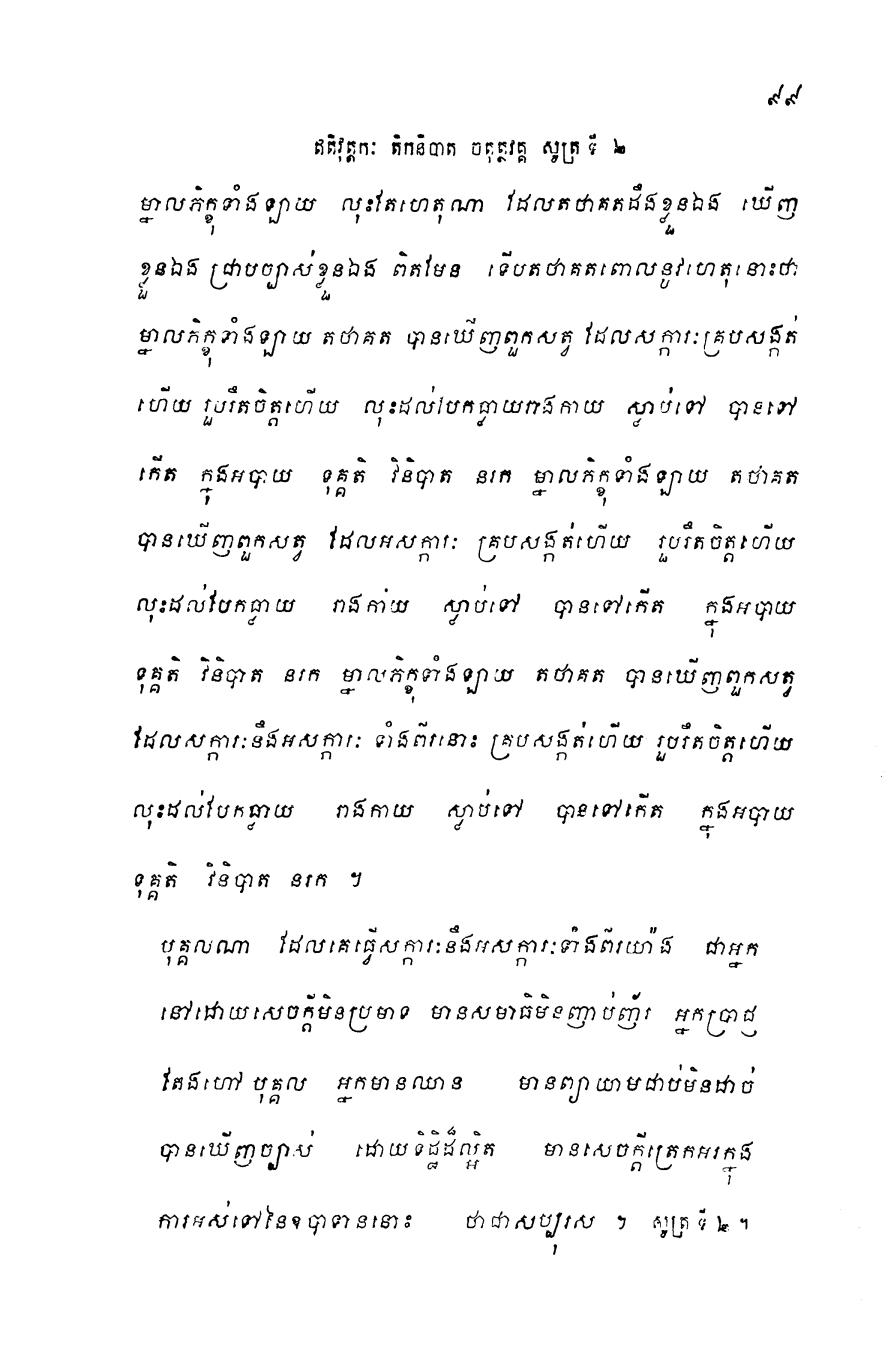 ៩៩
ឥតិវុត្តកៈ តិកនិបាត ចតុត្ថវគ្គ សូត្រ ទី ២
ម្នាលភិក្ខុទាំងឡាយ លុះតែហេតុណា ដែលតថាគតដឹងខ្លួនឯង ឃើញ
ខ្លួនឯង ជ្រាបច្បាស់ខ្លួនឯង ពិតមែន ទើបតថាគតពោលនូវហេតុនោះថា
ម្នាលភិក្ខុទាំងឡាយ តថាគត បានឃើញពួកសត្វ ដែលសក្ការៈគ្របសង្កត់
ហើយ រួបរឹតចិត្តហើយ លុះដល់បែកធ្លាយរាងកាយ ស្លាប់ទៅ បានទៅ
កើត ក្នុងអបាយ ទុគ្គតិ វិនិបាត នរក ម្នាលភិក្ខុទាំងឡាយ តថាគត
បានឃើញពួកសត្វ ដែលអសក្ការៈ គ្របសង្កត់ហើយ រួបរឹតចិត្តហើយ
លុះដល់បែកធ្លាយ រាងកាយ ស្លាប់ទៅ បានទៅកើត ក្នុងអបាយ
ទុគ្គតិ វិនិបាត នរក ម្នាលភិក្ខុទាំងឡាយ តថាគត បានឃើញពួកសត្វ
ដែលសក្ការៈនឹងអសក្ការៈ ទាំងពីរនោះ គ្របសង្កត់ហើយ រួបរឹតចិត្តហើយ
លុះដល់បែកធ្លាយ រាងកាយ ស្លាប់ទៅ បានទៅកើត ក្នុងអបាយ
ទុគ្គតិ វិនិបាត នរក ។
បុគ្គលណា ដែលគេធ្វើសក្ការៈនឹងអសក្ការៈទាំងពីរយ៉ាង ជាអ្នក
នៅដោយសេចក្តីមិនប្រមាទ មានសមាធិមិនញាប់ញ័រ អ្នកប្រាជ្ញ
តែងហៅ បុគ្គល អ្នកមានឈាន មានព្យាយាមជាប់មិនដាច់
បានឃើញច្បាស់ ដោយទិដ្ឋិដ៏ល្អិត មានសេចក្តីត្រេកអរក្នុង
ការអស់ទៅនៃឧបាទាននោះ ថាជាសប្បុរស ។ សូត្រ ទី ២ ។